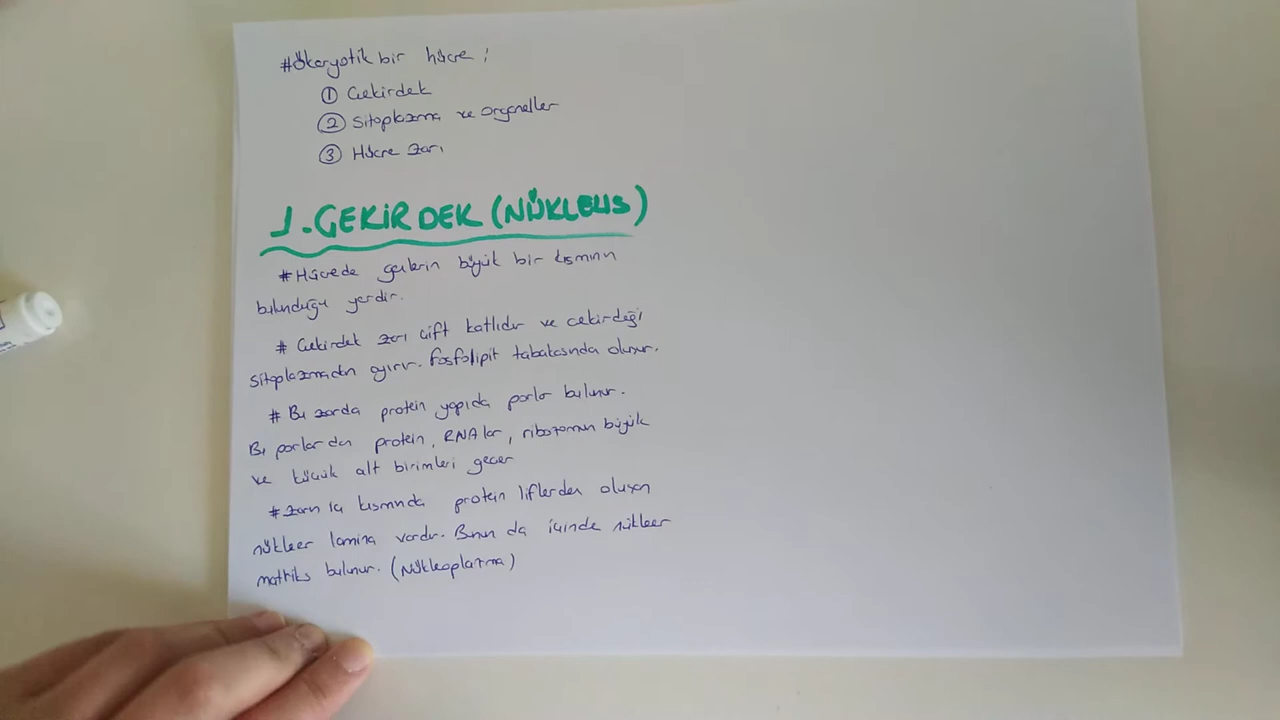 #Ökaryotik bir hücre ;
① Çekirdek
② Sitoplazma ve organeller
③ Hücre zarı
1.ÇEKİRDEK (NÜKLEUS)
#Hücrede genlerin büyük bir kısmının
bulunduğu yerdir.
# Çekirdek zarı çift katlıdır ve çekirdeği
sitoplazmadan ayırır. Fosfolipit tabakasında oluşur.
# Bu zarda protein yapıda porlar bulunur.
Bu porlardan protein, RNAlar, ribozomun büyük
ve küçük alt birimleri geçer
# Zarın iç kısmında protein liflerden oluşan
nükleer lamina vardır. Bunun da içinde nükleer
matriks bulunur. (Nükleoplazma)